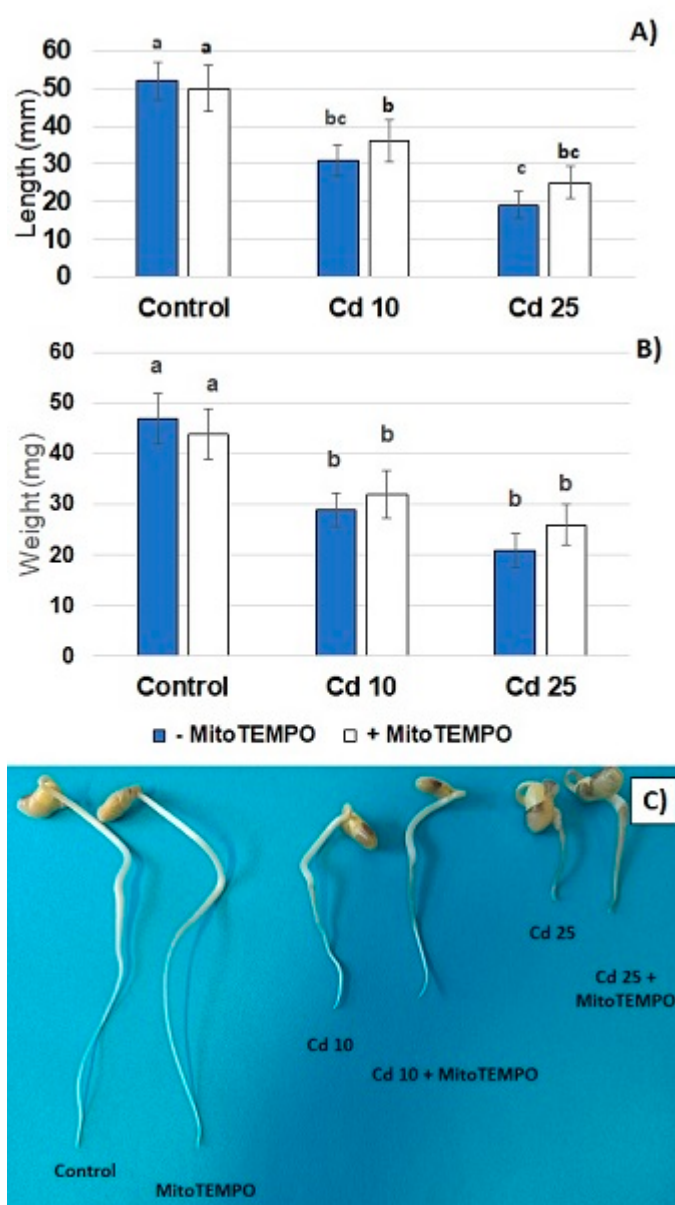 A)
Length (mm)
60
50
40
30
20
10
0
a
a
bc
b
c
bc
Control
Cd 10
Cd 25
B)
Weight (mg)
60
50
40
30
20
10
0
a
a
b
b
b
b
Control
Cd 10
Cd 25
- MitoTEMPO
+ MitoTEMPO
C)
Control
MitoTEMPO
Cd 10
Cd 10 + MitoTEMPO
Cd 25
Cd 25 +
MitoTEMPO